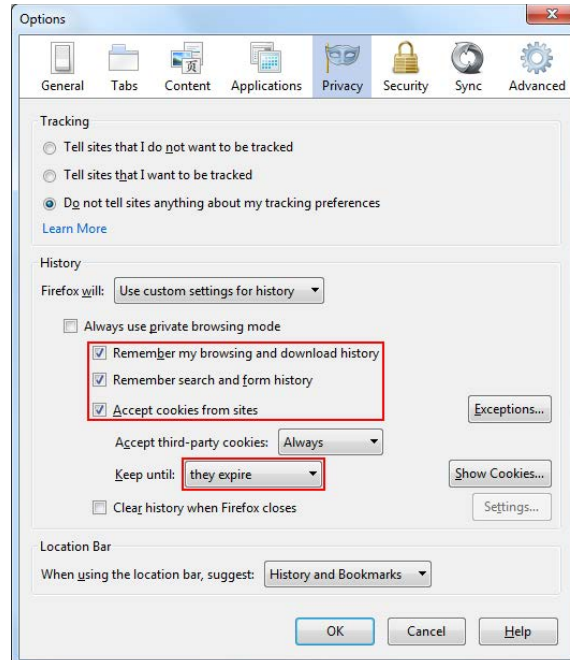 Options
General Tabs Content Applications Privacy Security Sync Advanced
Tracking
Tell sites that I do not want to be tracked
Tell sites that I want to be tracked
Do not tell sites anything about my tracking preferences
Learn More
History
Firefox will: Use custom settings for history
Always use private browsing mode
Remember my browsing and download history
Remember search and form history
Accept cookies from sites Exceptions...
Accept third-party cookies: Always
Keep until: they expire Show Cookies...
Clear history when Firefox closes Settings...
Location Bar
When using the location bar, suggest: History and Bookmarks
OK Cancel Help